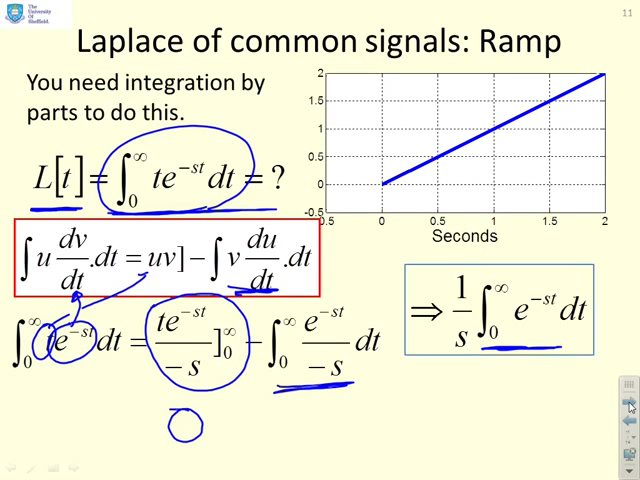 The
University
Of
Sheffield.
11
Laplace of common signals: Ramp
You need integration by
parts to do this.
L[t] = ∫₀^∞ te^{−st} dt = ?
2
1.5
1
0.5
0
-0.5
0.5 0 0.5 1 1.5 2
Seconds
∫ u dv/dt .dt = uv] − ∫ v du/dt .dt
∫₀^∞ te^{−st} dt = te^{−st}/−s ]₀^∞ − ∫₀^∞ e^{−st}/−s dt
⇒ 1/s ∫₀^∞ e^{−st} dt
0